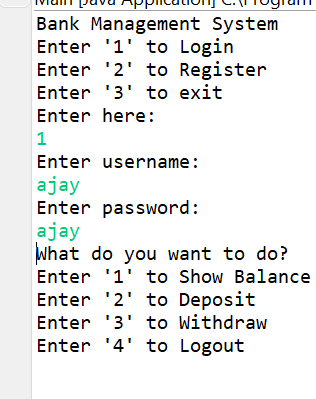 Main [Java Application] C:\Program
Bank Management System
Enter '1' to Login
Enter '2' to Register
Enter '3' to exit
Enter here:
1
Enter username:
ajay
Enter password:
ajay
What do you want to do?
Enter '1' to Show Balance
Enter '2' to Deposit
Enter '3' to Withdraw
Enter '4' to Logout